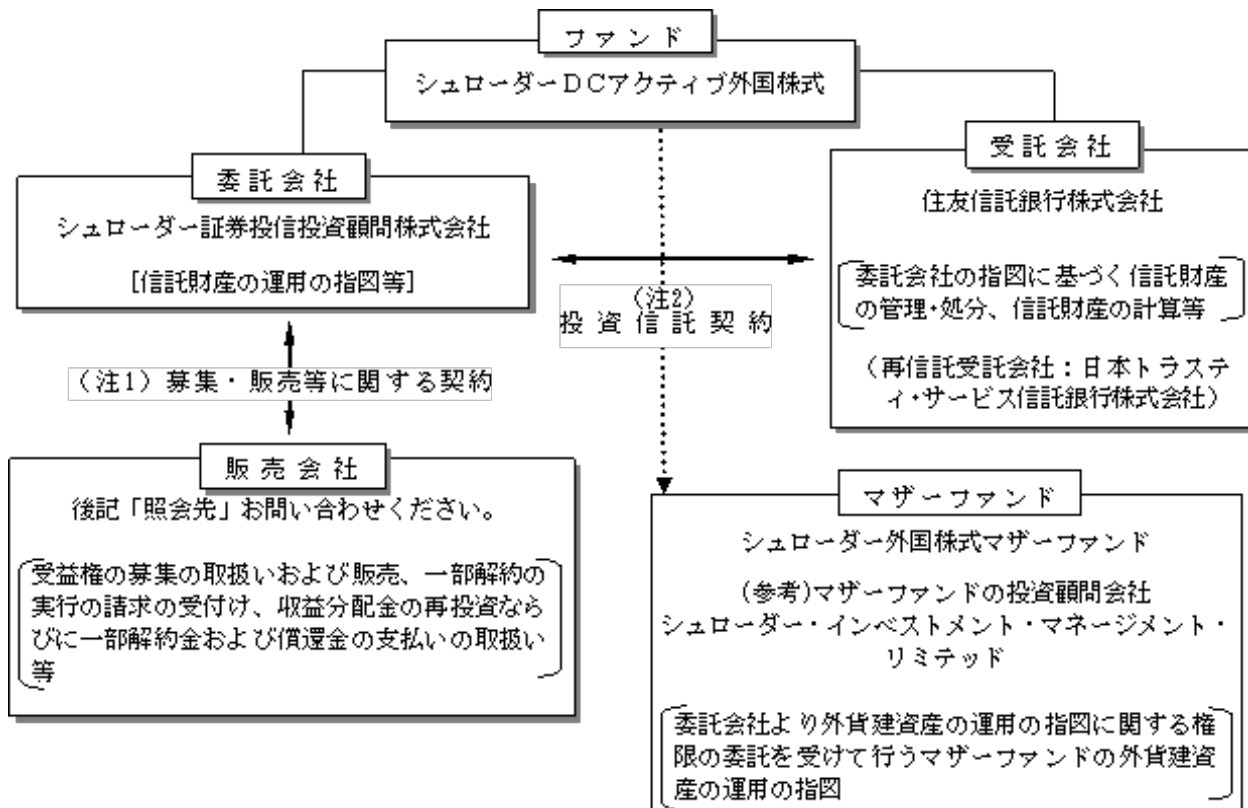 ファンド
シュローダーDCアクティブ外国株式
委託会社
シュローダー証券投信投資顧問株式会社
[信託財産の運用の指図等]
受託会社
住友信託銀行株式会社
委託会社の指図に基づく信託財産
の管理・処分、信託財産の計算等
（再信託受託会社：日本トラステ
ィ・サービス信託銀行株式会社）
（注2）
投資信託契約
（注1）募集・販売等に関する契約
販売会社
後記「照会先」お問い合わせください。
受益権の募集の取扱いおよび販売、一部解約の
実行の請求の受付け、収益分配金の再投資なら
びに一部解約金および償還金の支払いの取扱い
等
マザーファンド
シュローダー外国株式マザーファンド
(参考)マザーファンドの投資顧問会社
シュローダー・インベストメント・マネージメント・
リミテッド
委託会社より外貨建資産の運用の指図に関する権
限の委託を受けて行うマザーファンドの外貨建資
産の運用の指図